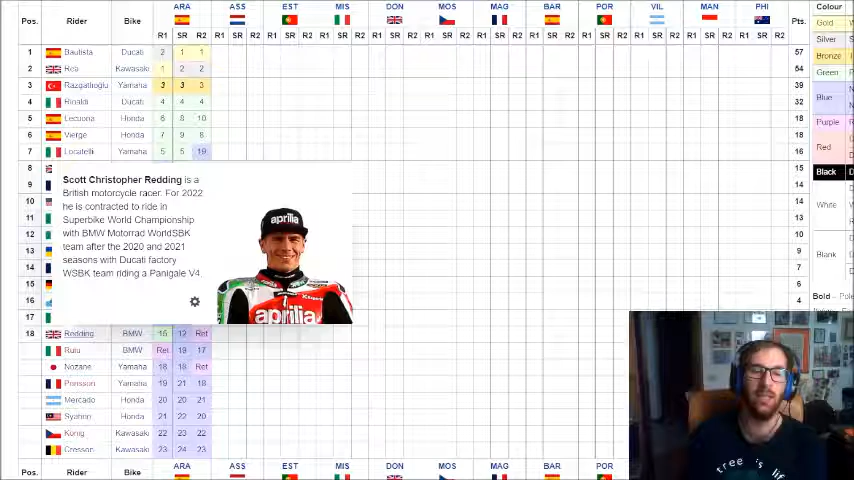 Pos. Rider Bike ARA ASS EST MIS DON MOS MAG BAR POR VIL MAN PHI Pts. Colour
R1 SR R2 R1 SR R2 R1 SR R2 R1 SR R2 R1 SR R2 R1 SR R2 R1 SR R2 R1 SR R2 R1 SR R2 R1 SR R2 R1 SR R2 R1 SR R2
Gold
Silver
Bronze
Green
Blue
Purple
Red
Black
White
Blank
Bold – Pole
1 Bautista Ducati 2 1 1 57
2 Rea Kawasaki 1 2 2 54
3 Razgatlıoğlu Yamaha 3 3 3 39
4 Rinaldi Ducati 4 4 4 32
5 Lecuona Honda 6 8 10 18
6 Vierge Honda 7 9 8 18
7 Locatelli Yamaha 5 5 19 16
8 15
9 14
10 14
11 14
12 10
13 9
14 7
15 6
16 4
17
Scott Christopher Redding is a
British motorcycle racer. For 2022
he is contracted to ride in
Superbike World Championship
with BMW Motorrad WorldSBK
team after the 2020 and 2021
seasons with Ducati factory
WSBK team riding a Panigale V4.
aprilia
aprilia
18 Redding BMW 15 12 Ret
BMW Ret 19 17
Nozane Yamaha 18 18 Ret
Ponsson Yamaha 19 21 18
Mercado Honda 20 20 21
Syahrin Honda 21 22 20
König Kawasaki 22 23 22
Cresson Kawasaki 23 24 23
Pos. Rider Bike ARA ASS EST MIS DON MOS MAG BAR POR
tree is life